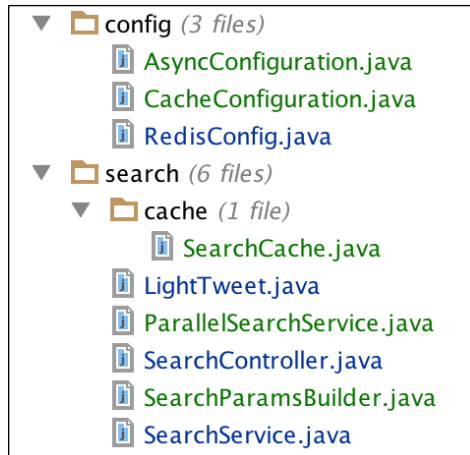 config (3 files)
AsyncConfiguration.java
CacheConfiguration.java
RedisConfig.java
search (6 files)
cache (1 file)
SearchCache.java
LightTweet.java
ParallelSearchService.java
SearchController.java
SearchParamsBuilder.java
SearchService.java